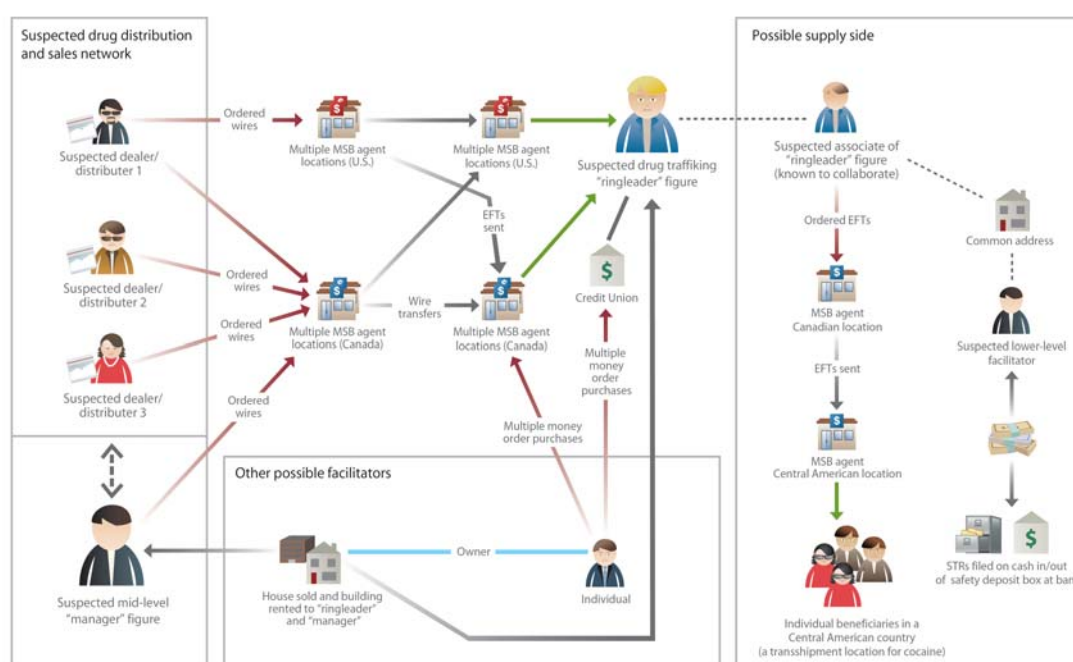 Suspected drug distribution
and sales network
Suspected dealer/
distributer 1
Suspected dealer/
distributer 2
Suspected dealer/
distributer 3
Ordered
wires
Multiple MSB agent
locations (U.S.)
Multiple MSB agent
locations (U.S.)
Suspected drug traffiking
"ringleader" figure
EFTs
sent
Ordered
wires
Ordered
wires
Multiple MSB agent
locations (Canada)
Wire
transfers
Multiple MSB agent
locations (Canada)
Credit Union
Ordered
wires
Multiple
money
order
purchases
Multiple money
order purchases
Suspected mid-level
"manager" figure
Other possible facilitators
House sold and building
rented to "ringleader"
and "manager"
Owner
Individual
Possible supply side
Suspected associate of
"ringleader" figure
(known to collaborate)
Ordered EFTs
Common address
MSB agent
Canadian location
Suspected lower-level
facilitator
EFTs sent
MSB agent
Central American location
STRs filed on cash in/out
of safety deposit box at ban
Individual beneficiaries in a
Central American country
(a transshipment location for cocaine)